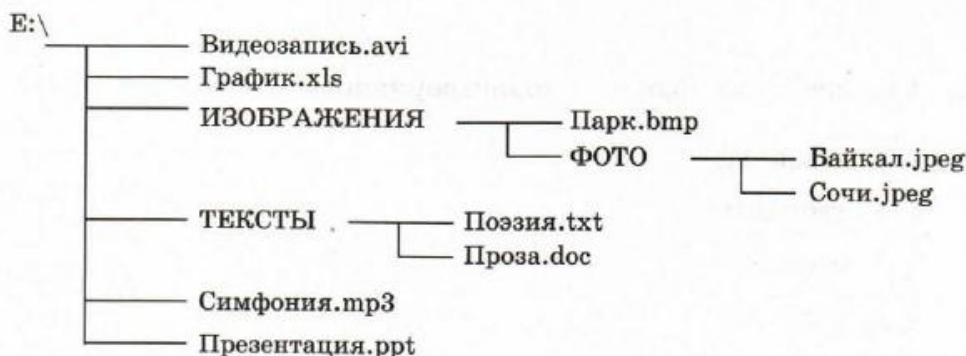 E:\
Видеозапись.avi
График.xls
ИЗОБРАЖЕНИЯ Парк.bmp
ФОТО Байкал.jpeg
Сочи.jpeg
ТЕКСТЫ Поэзия.txt
Проза.doc
Симфония.mp3
Презентация.ppt